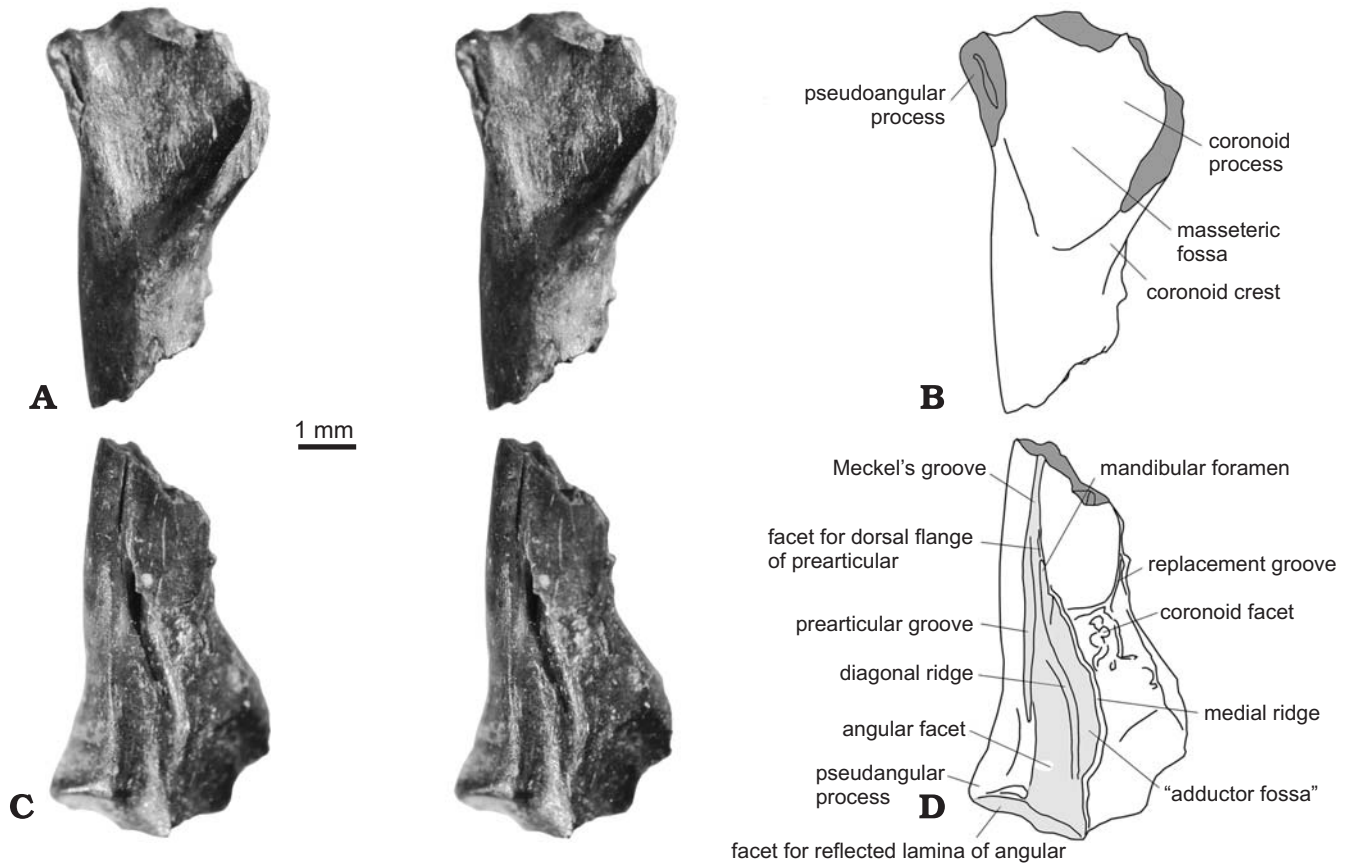 pseudoangular
process
coronoid
process
masseteric
fossa
coronoid crest
A
B
1 mm
Meckel's groove
mandibular foramen
facet for dorsal flange
of prearticular
replacement groove
coronoid facet
prearticular groove
diagonal ridge
medial ridge
angular facet
pseudangular
process
"adductor fossa"
C
D
facet for reflected lamina of angular